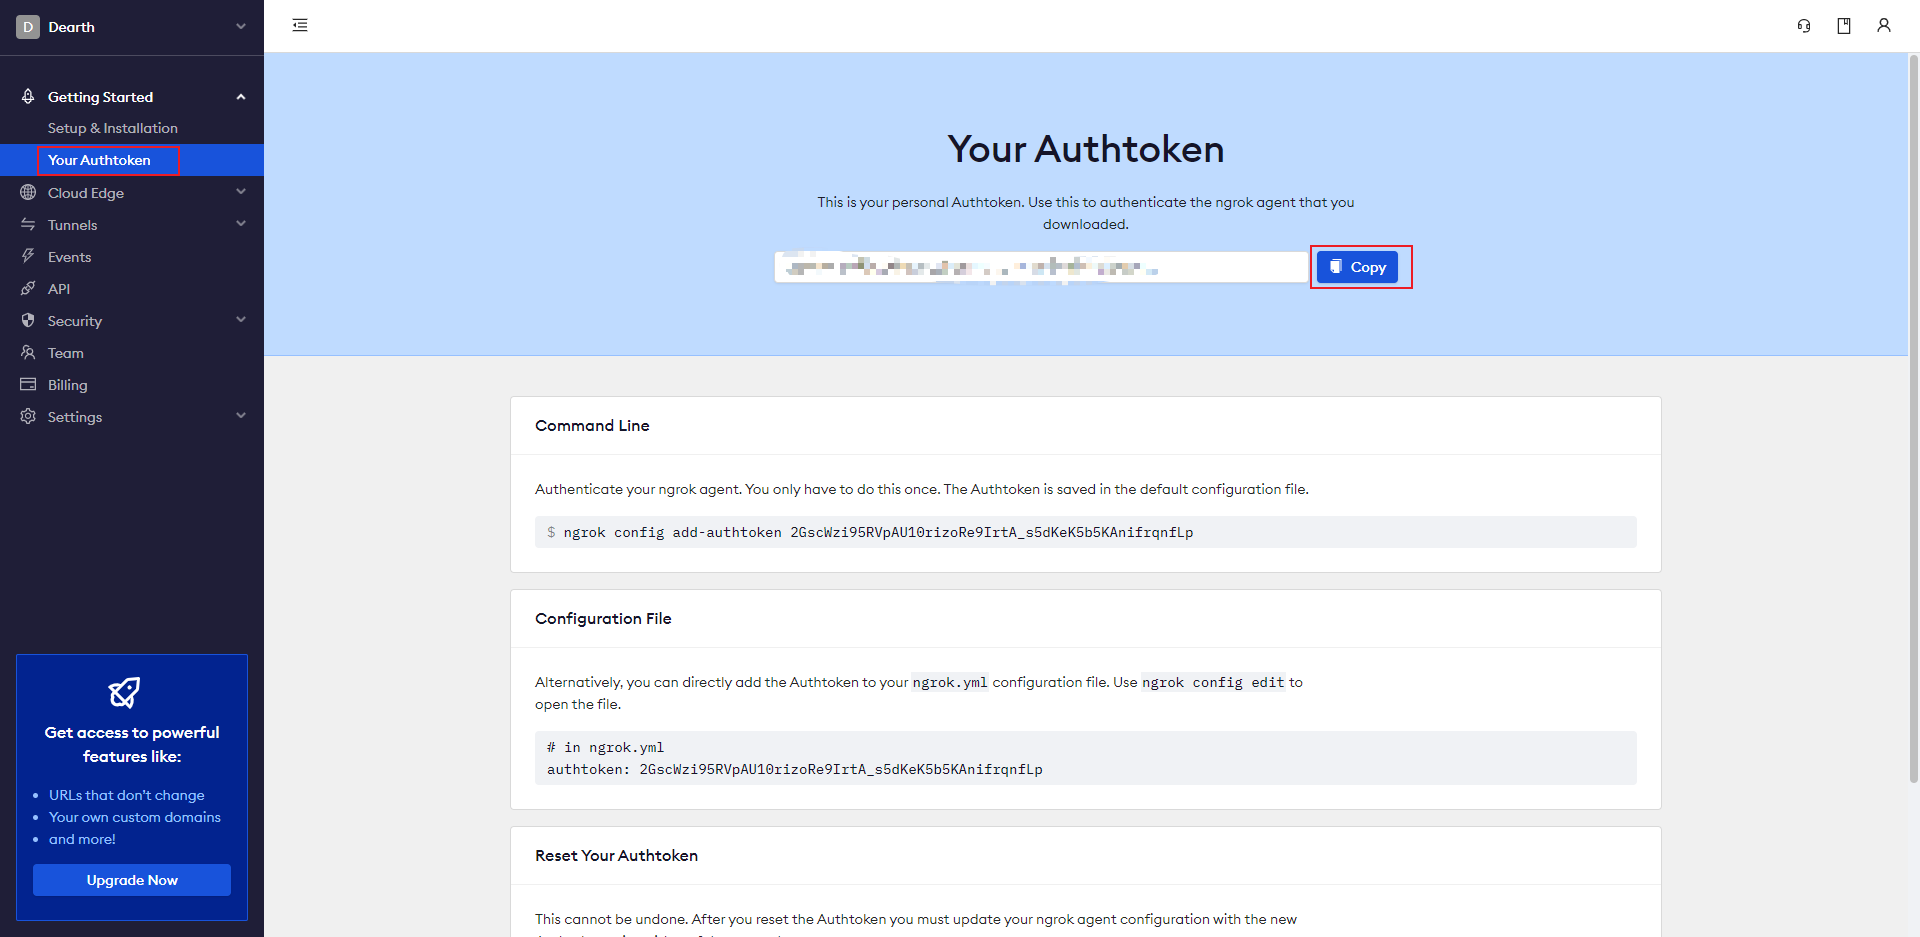 D Dearth
Getting Started
Setup & Installation
Your Authtoken
Cloud Edge
Tunnels
Events
API
Security
Team
Billing
Settings
Get access to powerful
features like:
URLs that don't change
Your own custom domains
and more!
Upgrade Now
Your Authtoken
This is your personal Authtoken. Use this to authenticate the ngrok agent that you
downloaded.
Copy
Command Line
Authenticate your ngrok agent. You only have to do this once. The Authtoken is saved in the default configuration file.
$ ngrok config add-authtoken 2GscWzi95RVpAU10rizoRe9IrtA_s5dKeK5b5KAnifrqnfLp
Configuration File
Alternatively, you can directly add the Authtoken to your ngrok.yml configuration file. Use ngrok config edit to
open the file.
# in ngrok.yml
authtoken: 2GscWzi95RVpAU10rizoRe9IrtA_s5dKeK5b5KAnifrqnfLp
Reset Your Authtoken
This cannot be undone. After you reset the Authtoken you must update your ngrok agent configuration with the new